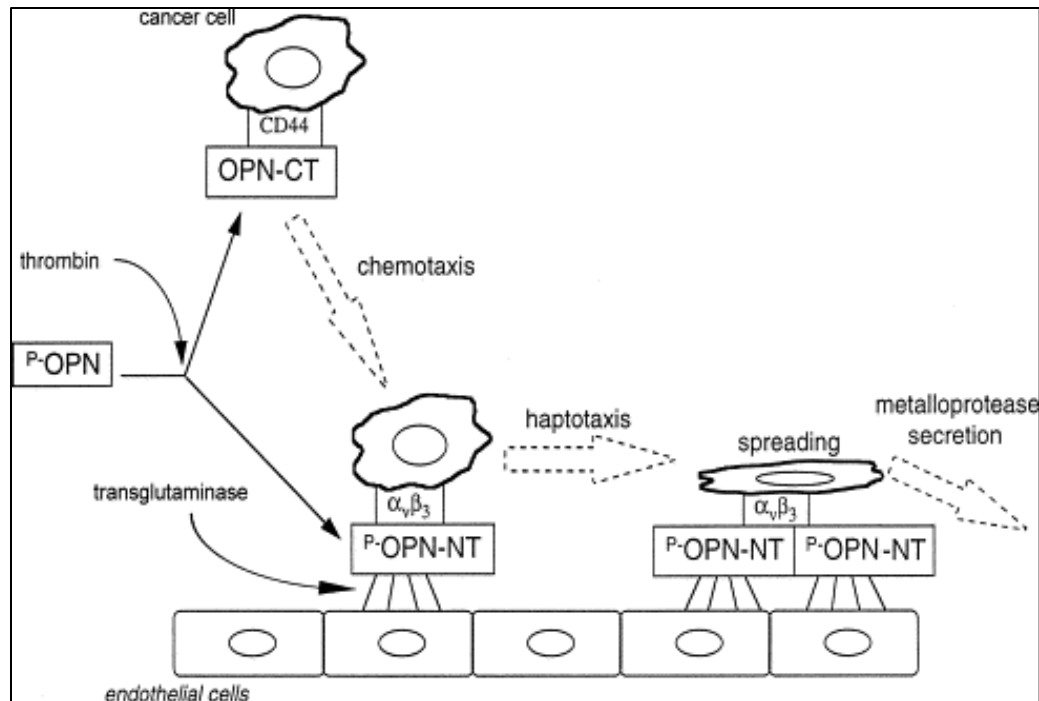 cancer cell
CD44
OPN-CT
thrombin
chemotaxis
P-OPN
haptotaxis
metalloprotease
secretion
spreading
transglutaminase
αvβ3
αvβ3
P-OPN-NT
P-OPN-NT
P-OPN-NT
endothelial cells